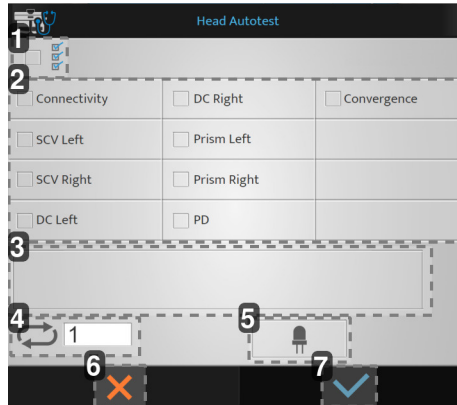 Head Autotest
1
2
Connectivity DC Right Convergence
SCV Left Prism Left
SCV Right Prism Right
DC Left PD
3
4
1
5
6
7